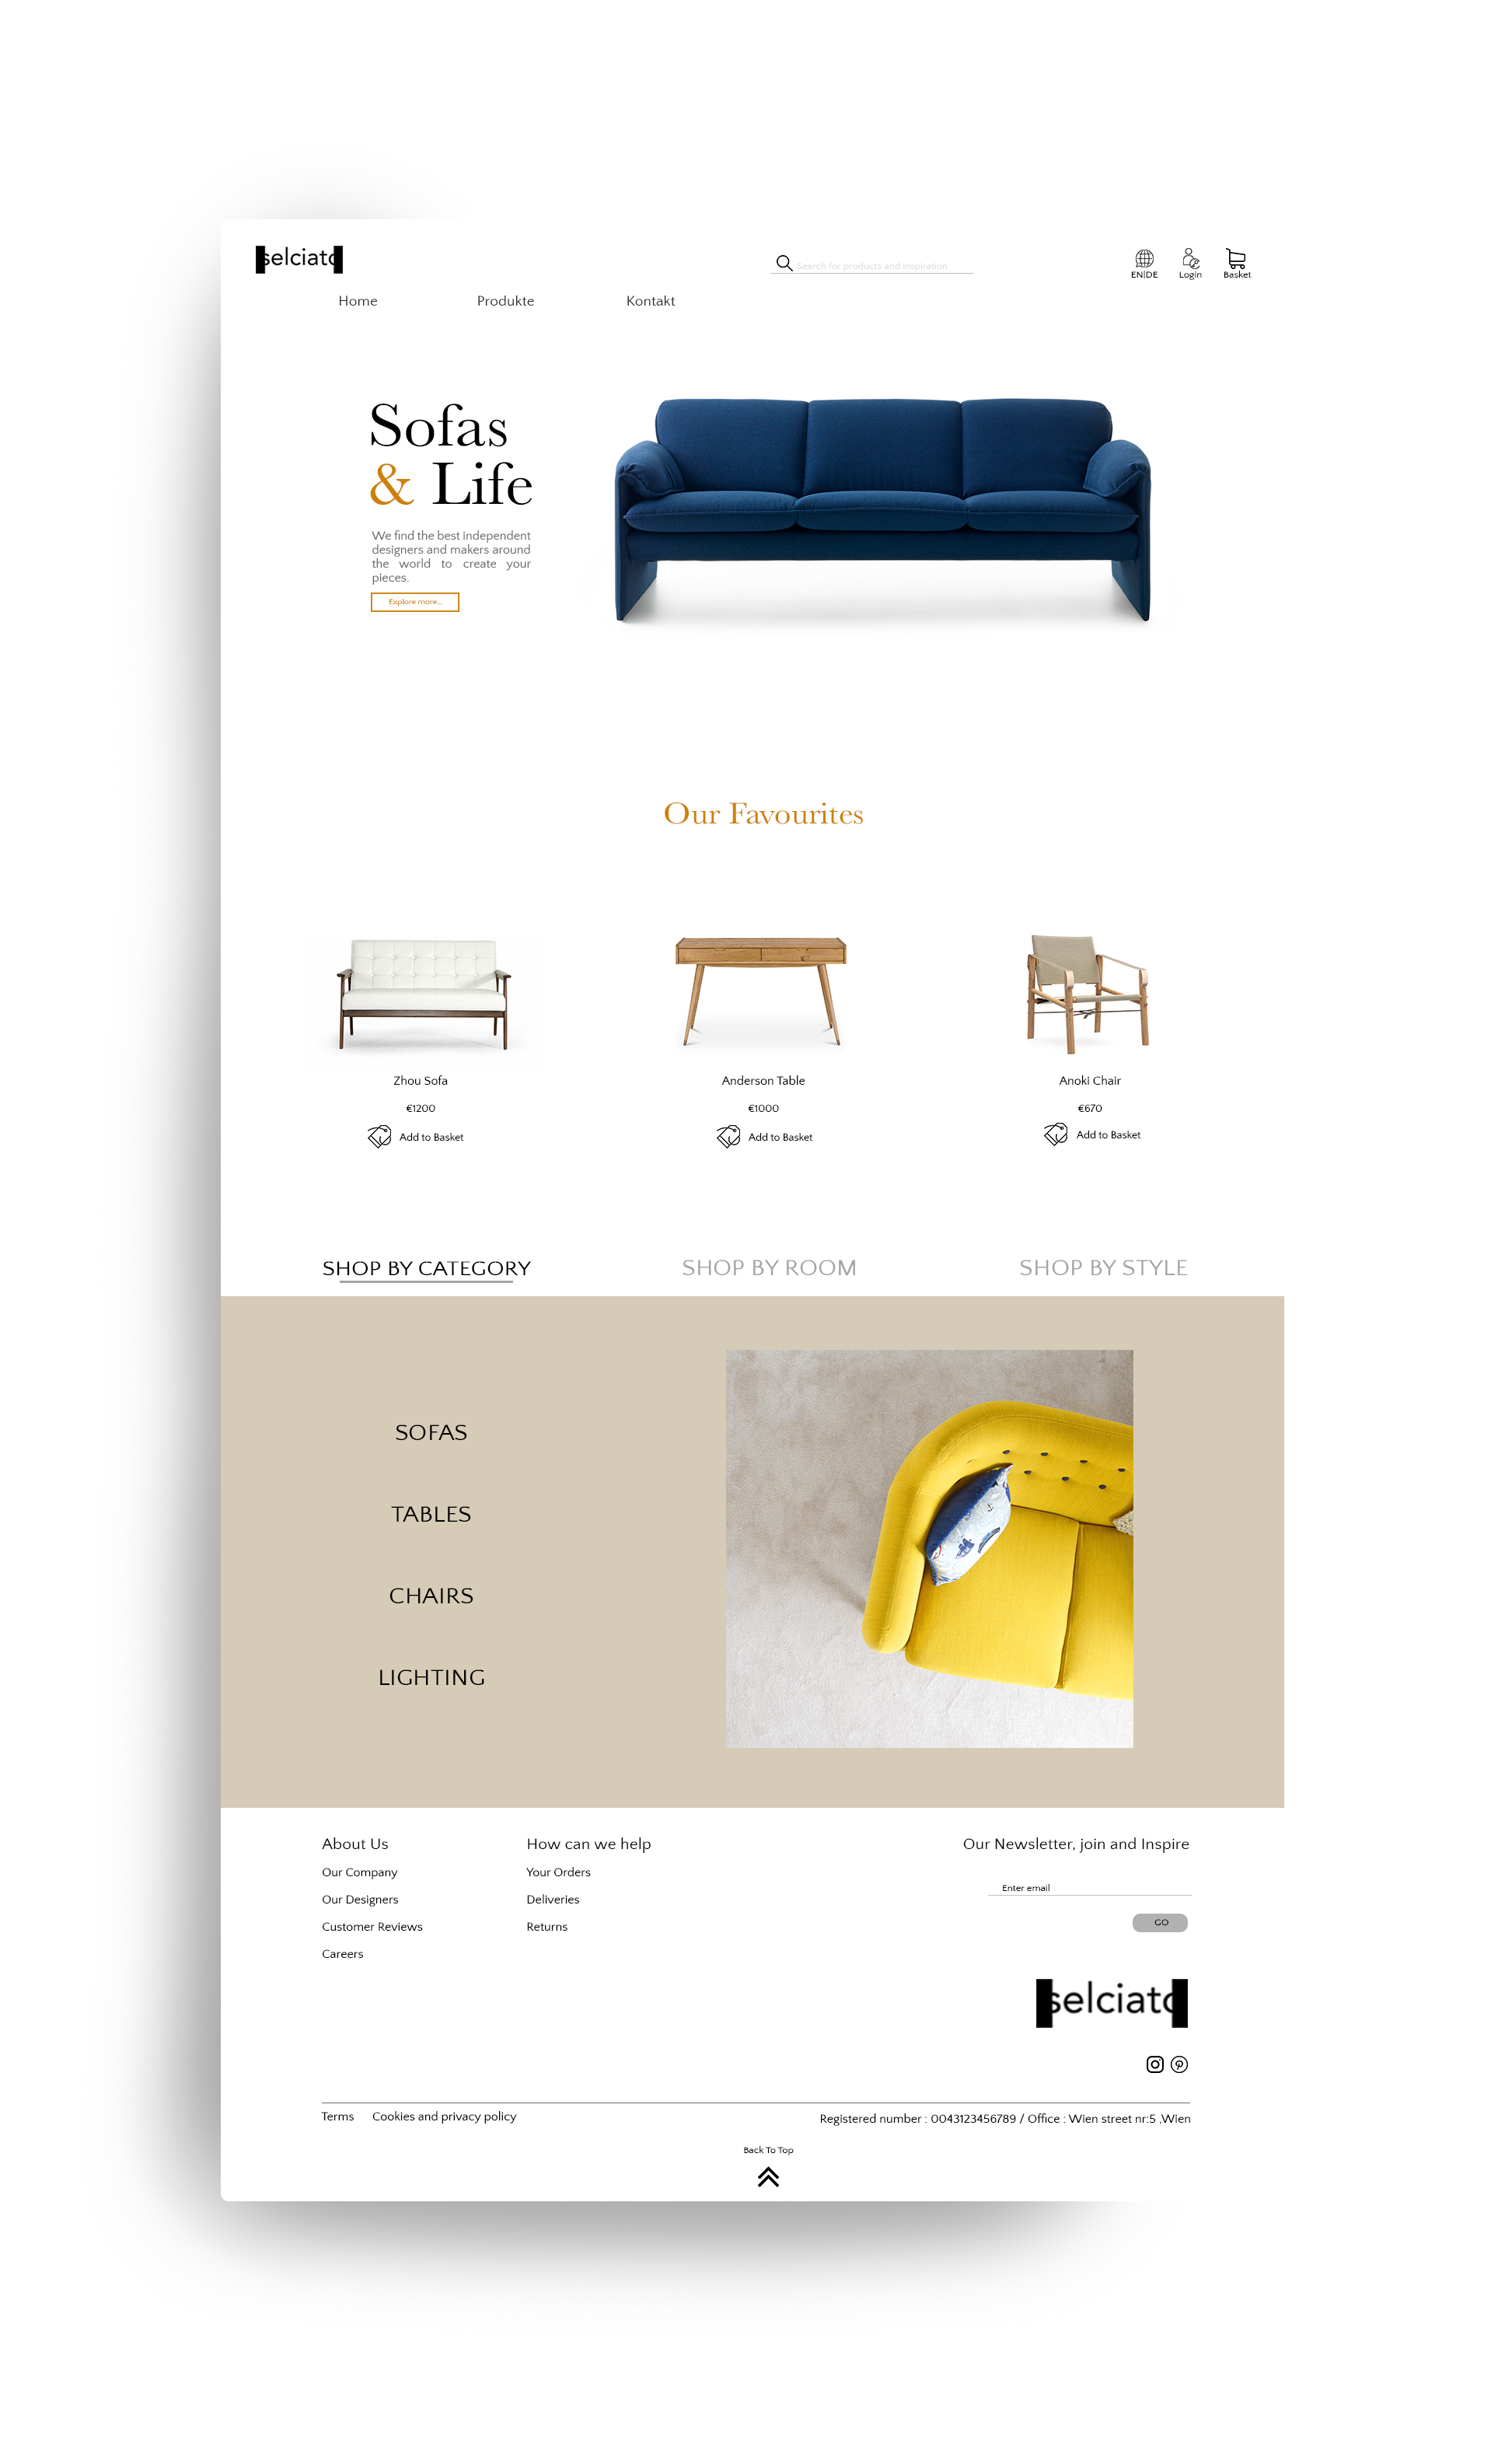 selciato
Search for products and inspiration
EN|DE
Login
Basket
Home
Produkte
Kontakt
Sofas
& Life
We find the best independent
designers and makers around
the world to create your
pieces.
Explore more...
Our Favourites
Zhou Sofa
Anderson Table
Anoki Chair
€1200
€1000
€670
Add to Basket
Add to Basket
Add to Basket
SHOP BY CATEGORY
SHOP BY ROOM
SHOP BY STYLE
SOFAS
TABLES
CHAIRS
LIGHTING
About Us
Our Company
Our Designers
Customer Reviews
Careers
How can we help
Your Orders
Deliveries
Returns
Our Newsletter, join and Inspire
Enter email
GO
selciato
Terms
Cookies and privacy policy
Registered number : 0043123456789 / Office : Wien street nr:5 ,Wien
Back To Top